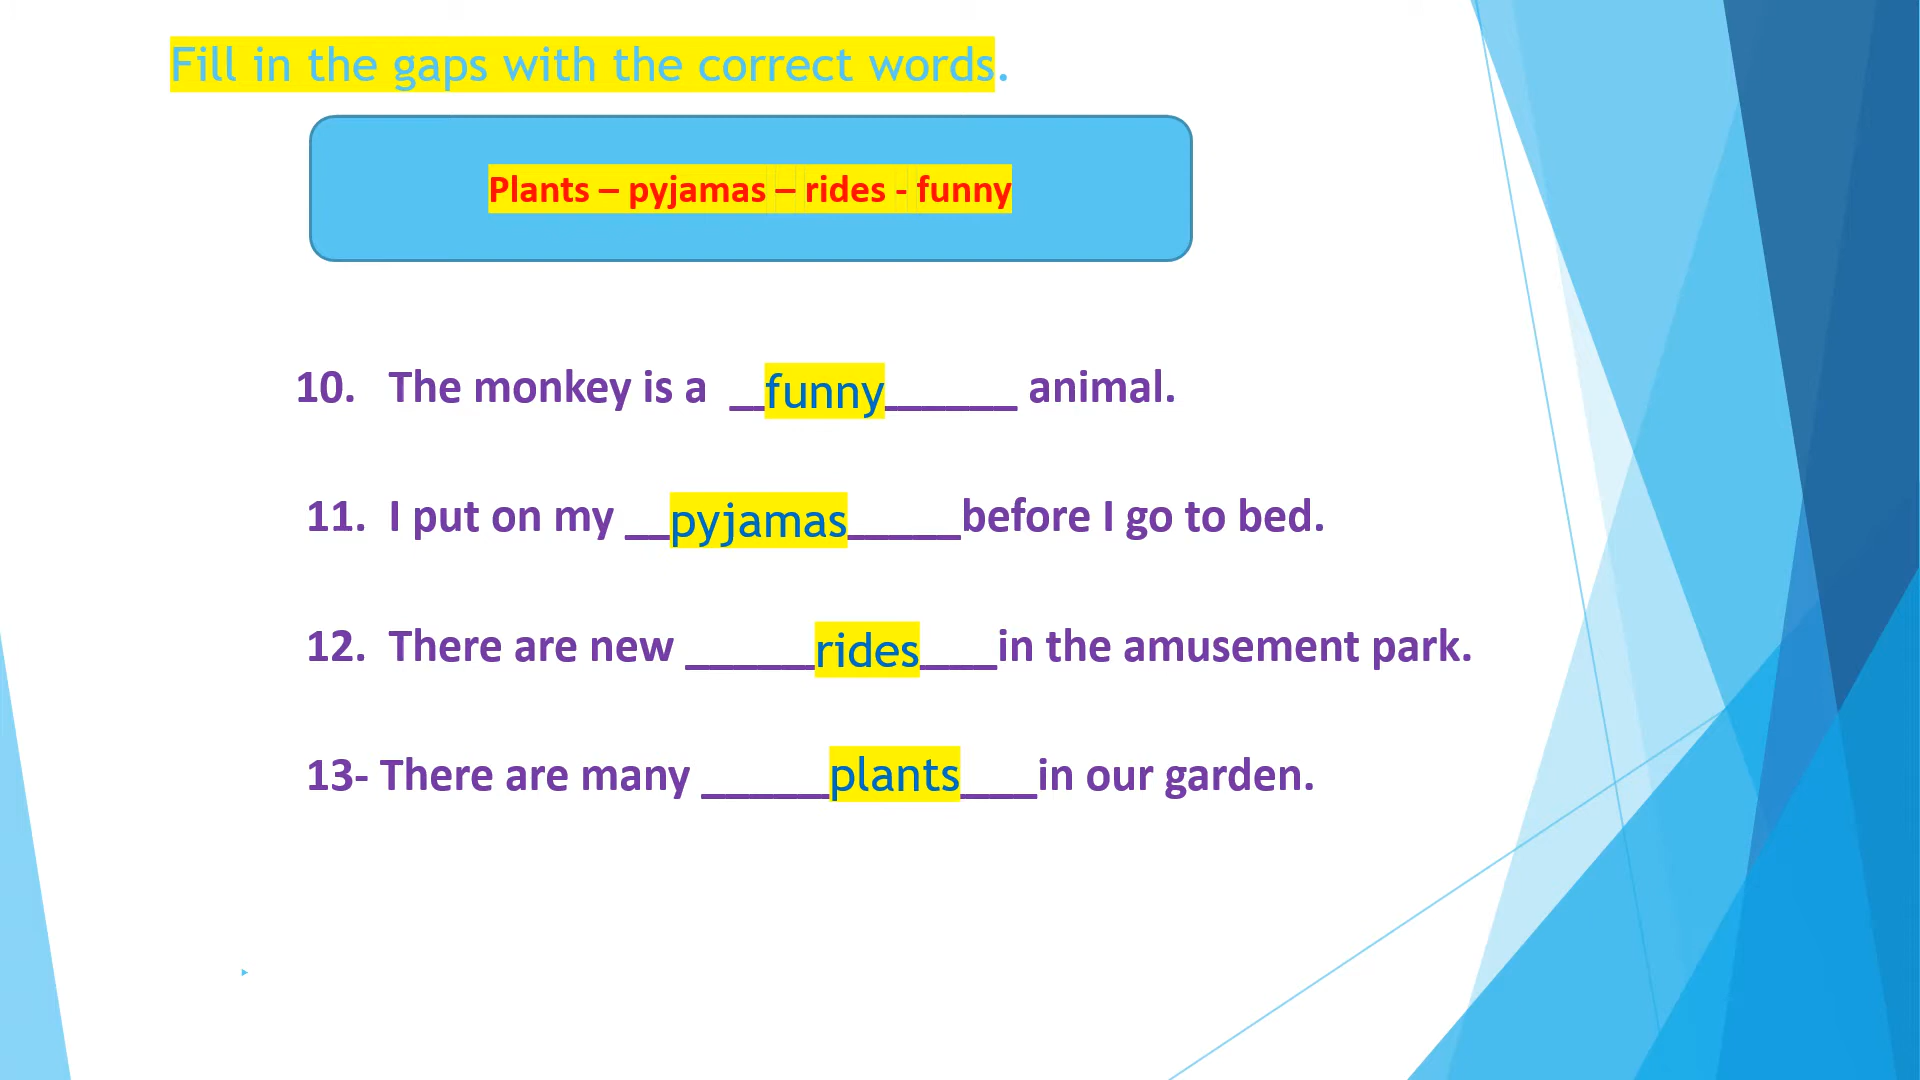 Fill in the gaps with the correct words.
Plants – pyjamas – rides - funny
10. The monkey is a __funny______ animal.
11. I put on my __pyjamas_____before I go to bed.
12. There are new ______rides___in the amusement park.
13- There are many ______plants___in our garden.